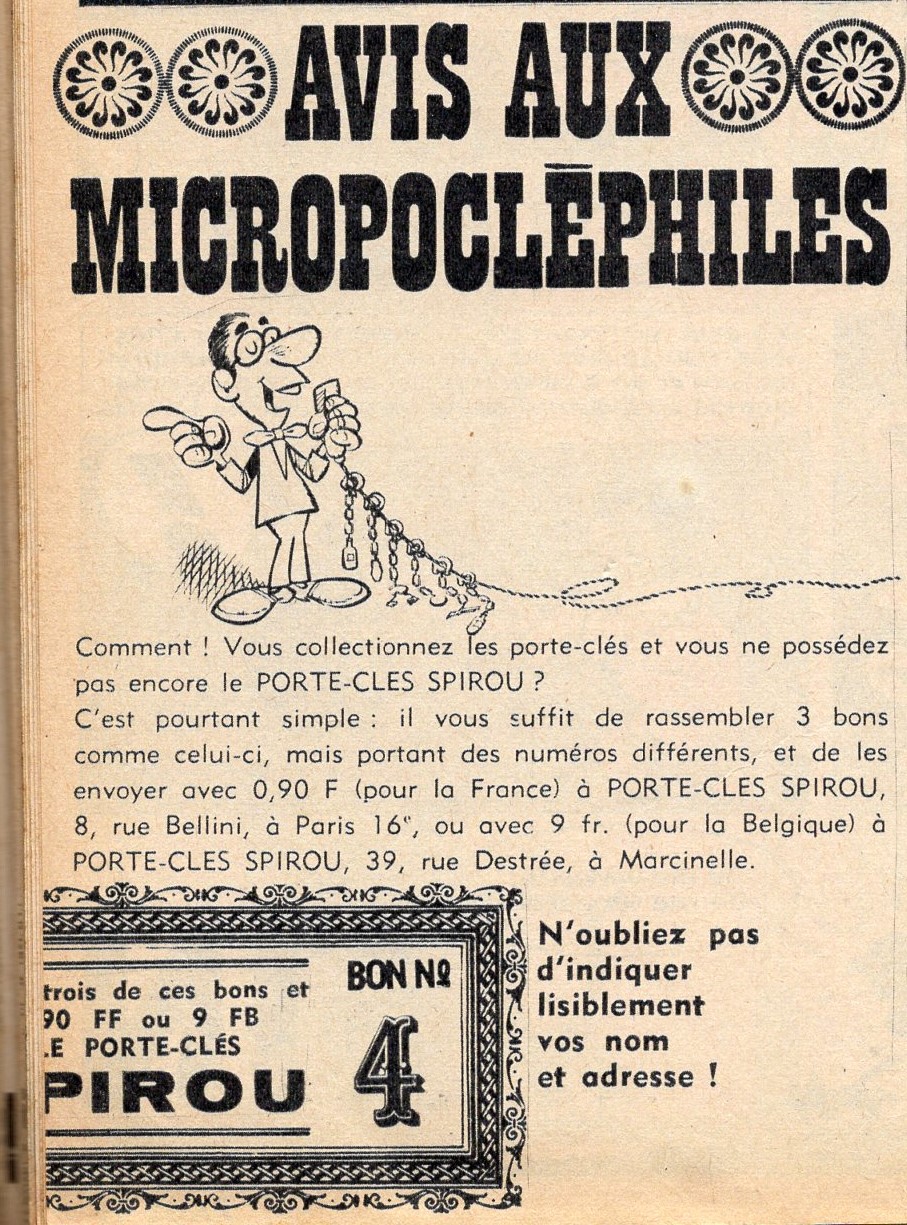 AVIS AUX
MICROPOCLĒPHILES
Comment ! Vous collectionnez les porte-clés et vous ne possédez
pas encore le PORTE-CLES SPIROU ?
C'est pourtant simple : il vous suffit de rassembler 3 bons
comme celui-ci, mais portant des numéros différents, et de les
envoyer avec 0,90 F (pour la France) à PORTE-CLES SPIROU,
8, rue Bellini, à Paris 16e, ou avec 9 fr. (pour la Belgique) à
PORTE-CLES SPIROU, 39, rue Destrée, à Marcinelle.
trois de ces bons et
90 FF ou 9 FB
LE PORTE-CLÉS
SPIROU
BON Nº
4
N'oubliez pas
d'indiquer
lisiblement
vos nom
et adresse !